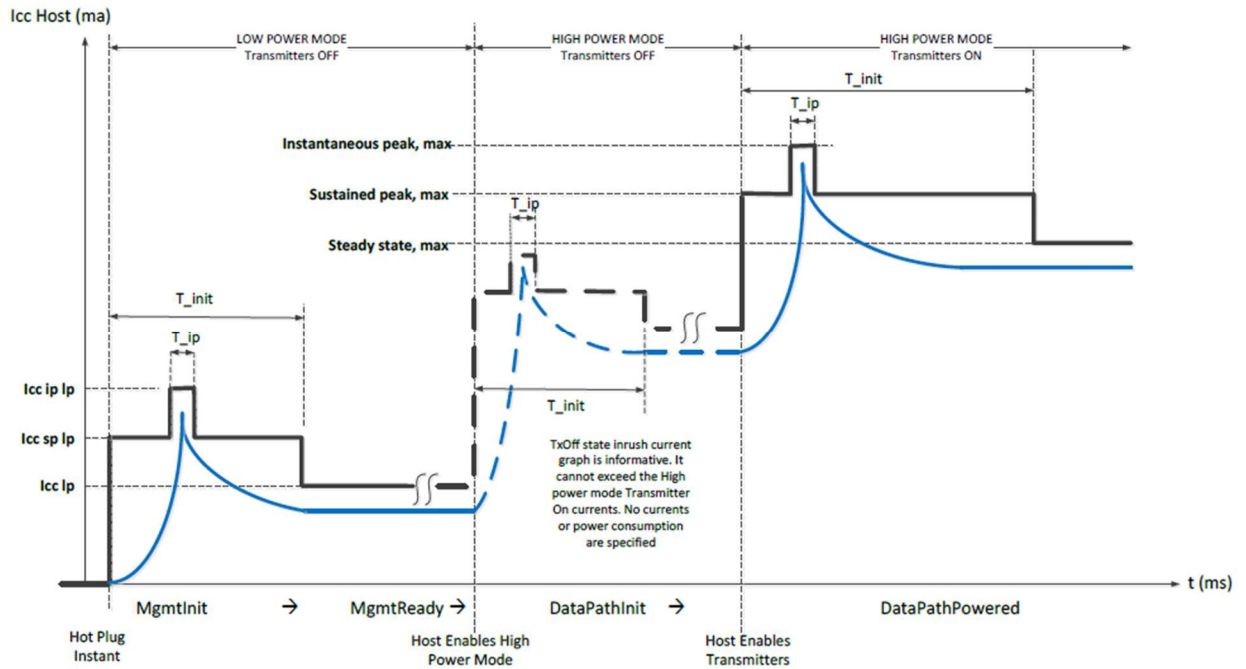 Icc Host (ma)
LOW POWER MODE
Transmitters OFF
HIGH POWER MODE
Transmitters OFF
HIGH POWER MODE
Transmitters ON
T_init
T_ip
Instantaneous peak, max
Sustained peak, max
T_ip
Steady state, max
T_init
T_ip
Icc ip lp
T_init
Icc sp lp
TxOff state inrush current
graph is informative. It
cannot exceed the High
power mode Transmitter
On currents. No currents
or power consumption
are specified
Icc lp
t (ms)
MgmtInit → MgmtReady → DataPathInit → DataPathPowered
Hot Plug
Instant
Host Enables High
Power Mode
Host Enables
Transmitters